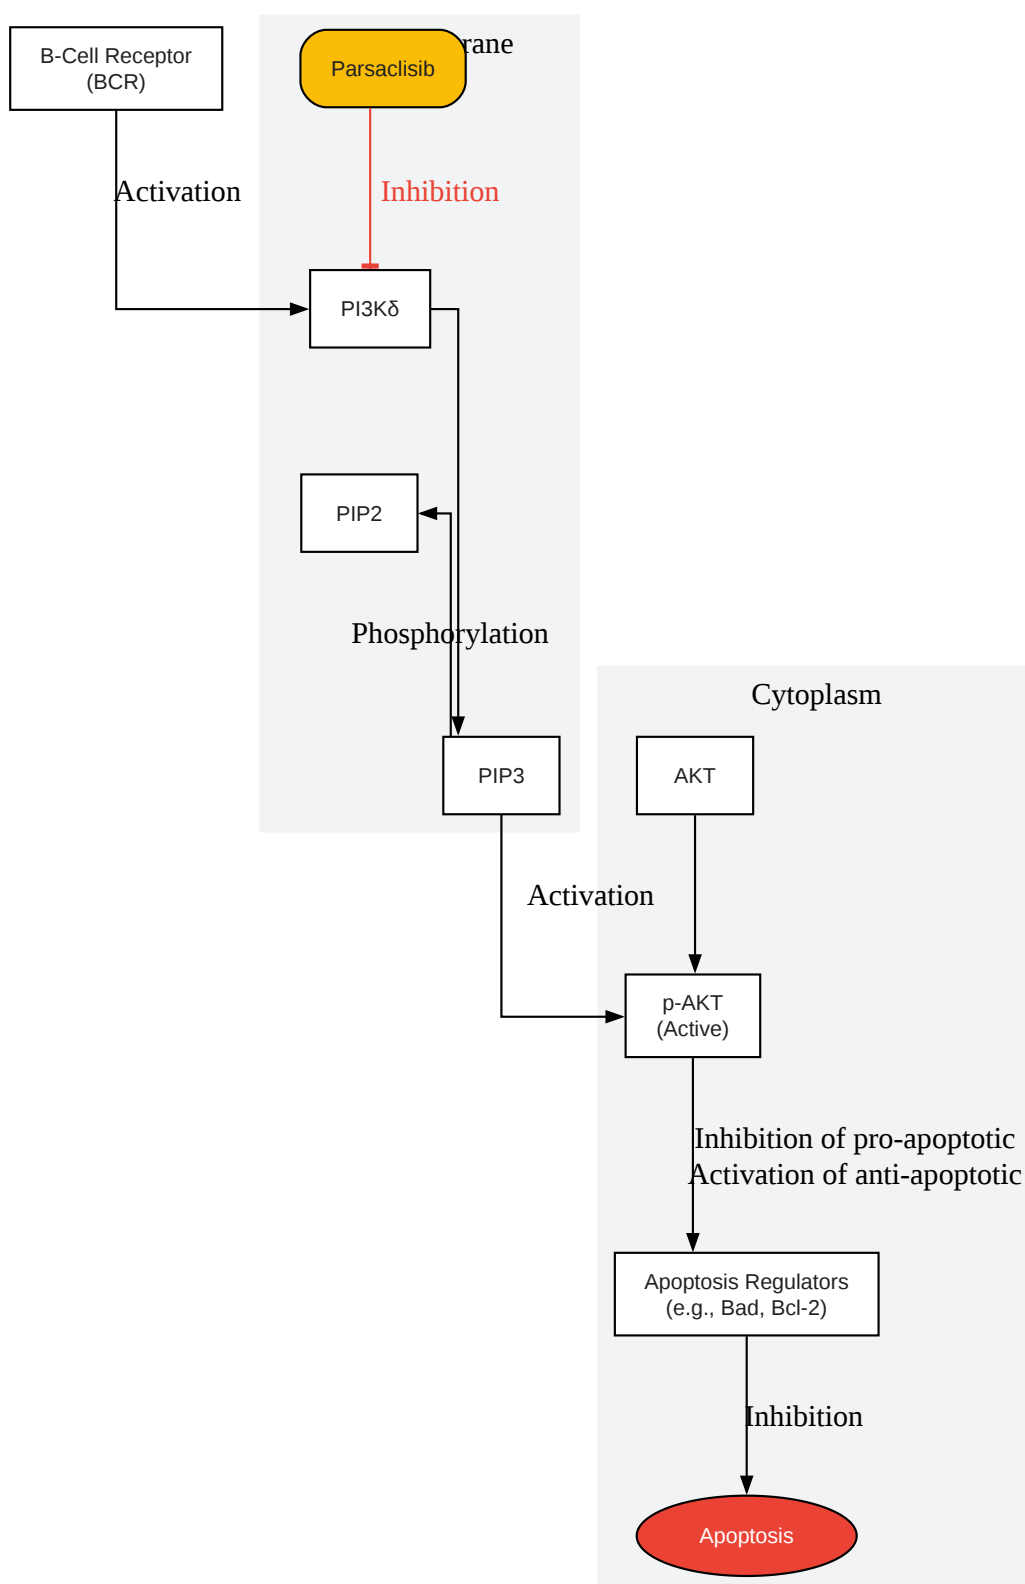 B-Cell Receptor
(BCR)
Parsaclisib
Activation
Inhibition
PI3Kδ
PIP2
Phosphorylation
Cytoplasm
PIP3
AKT
Activation
p-AKT
(Active)
Inhibition of pro-apoptotic
Activation of anti-apoptotic
Apoptosis Regulators
(e.g., Bad, Bcl-2)
Inhibition
Apoptosis